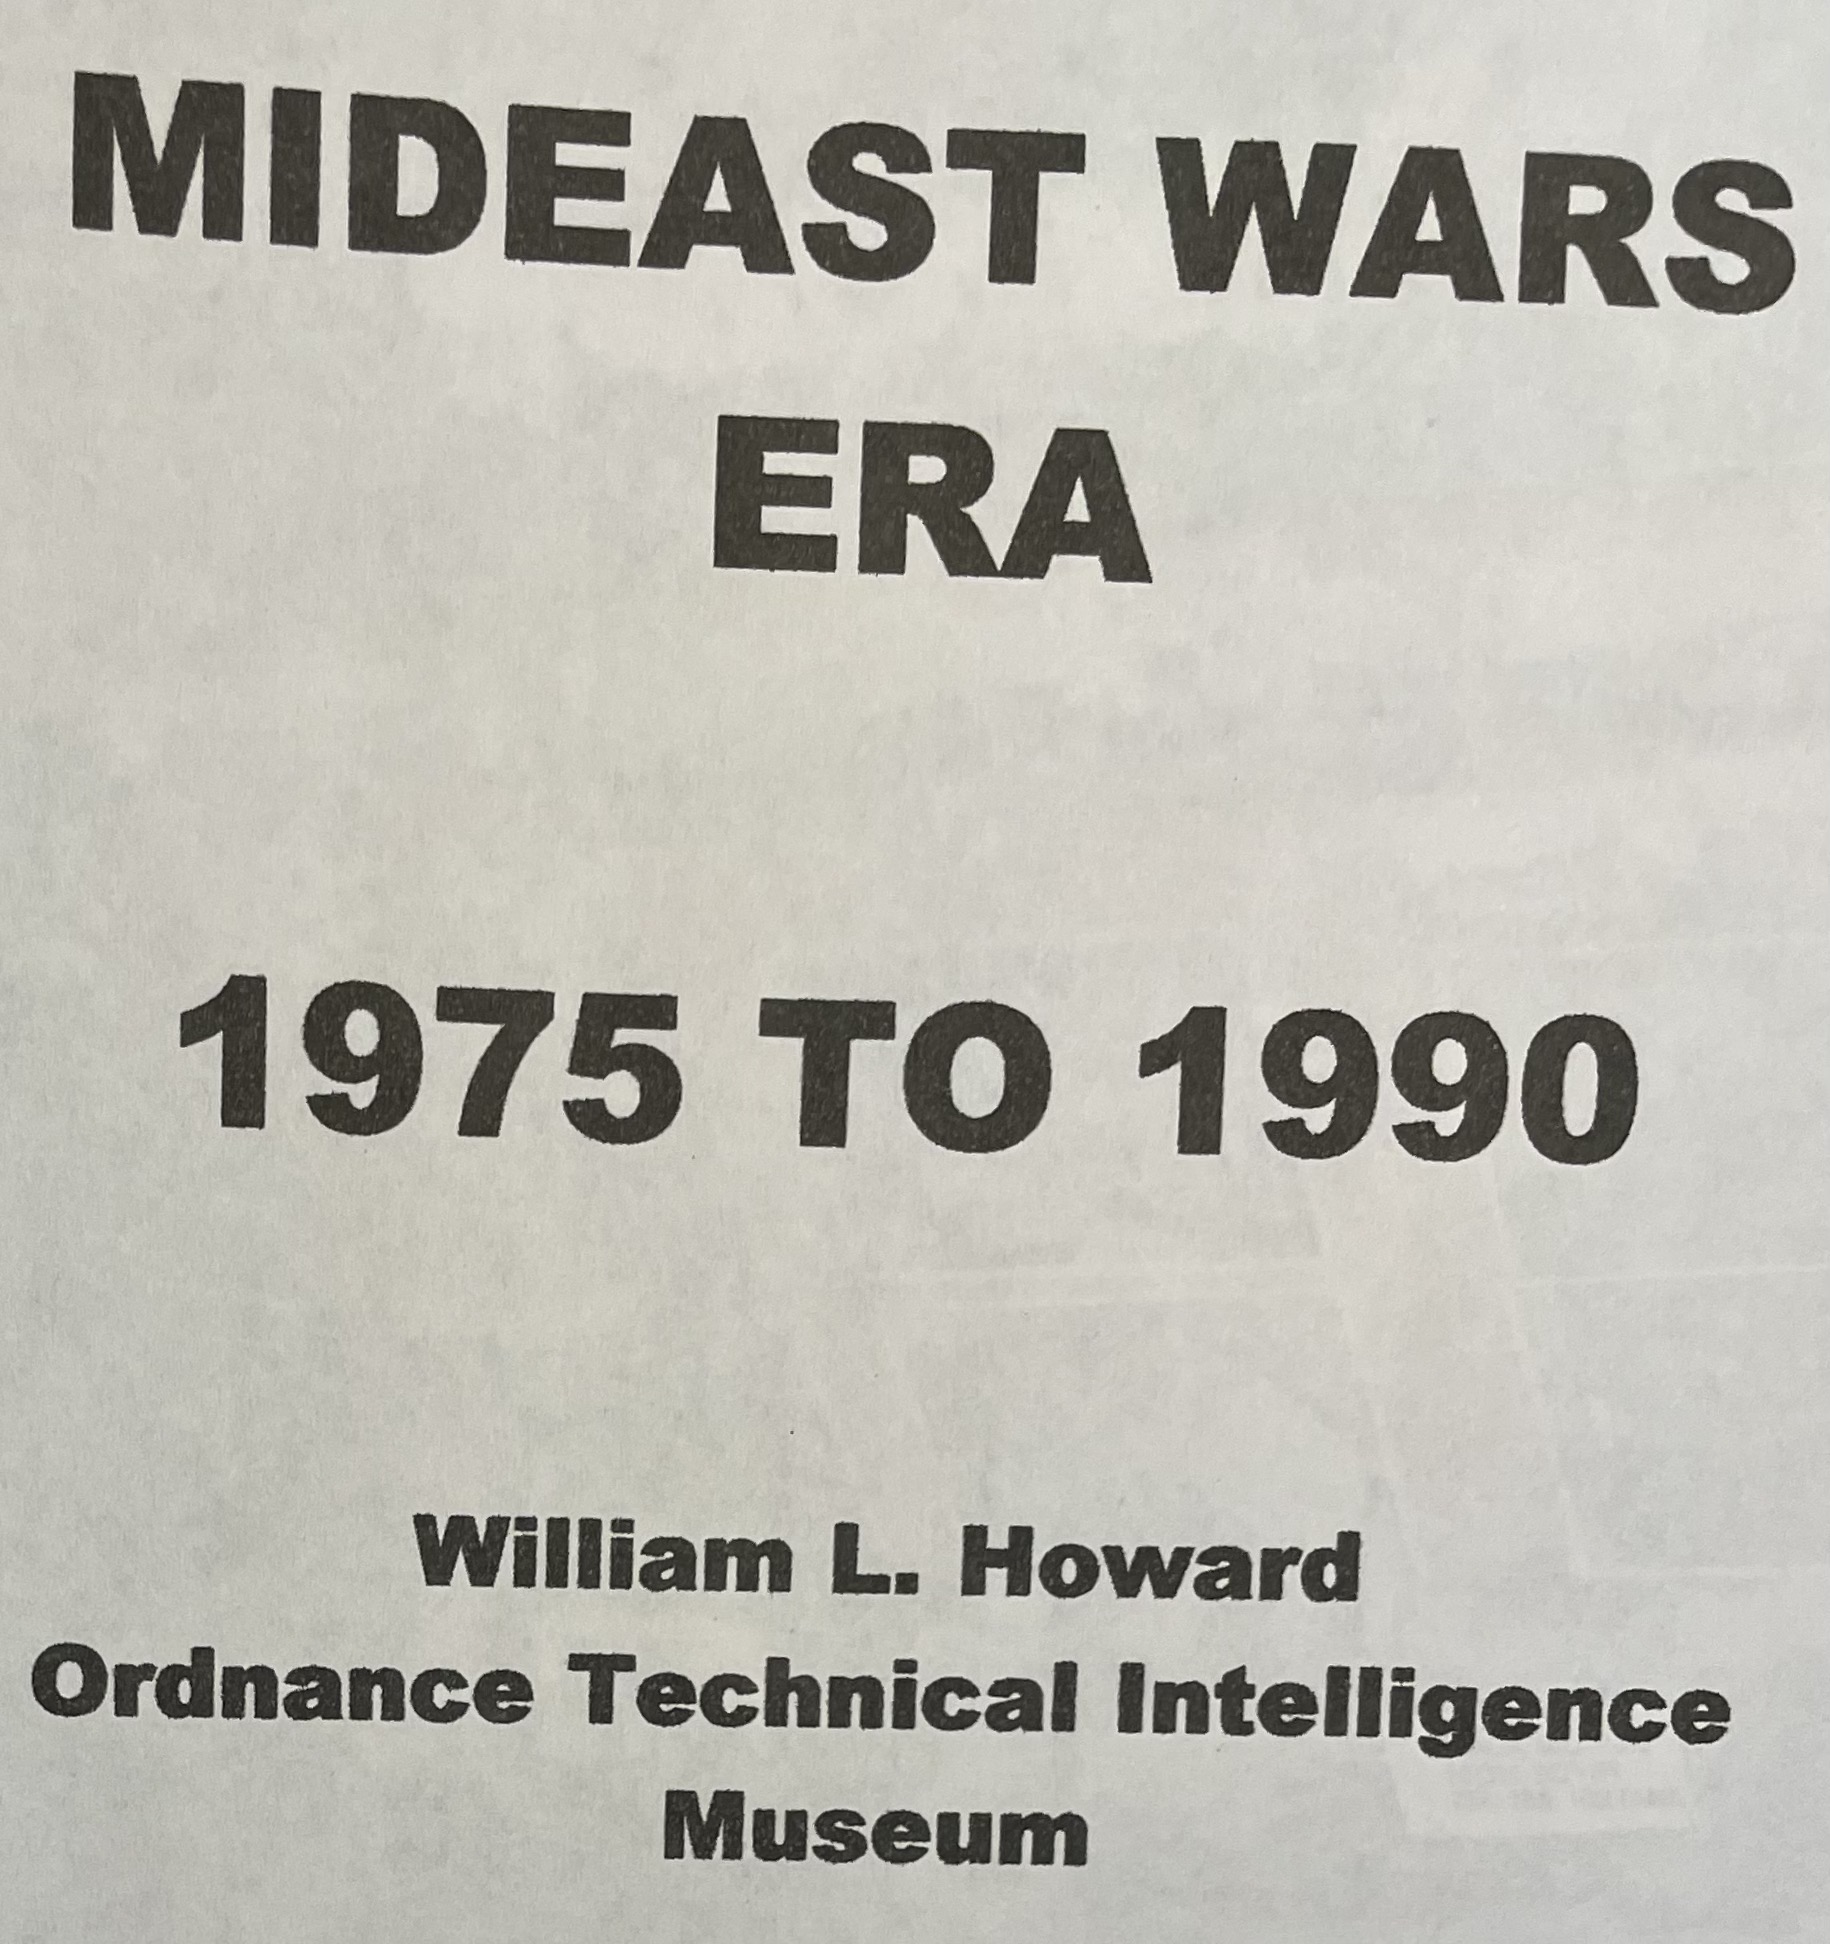 MIDEAST WARS
ERA
1975 TO 1990
William L. Howard
Ordnance Technical Intelligence
Museum